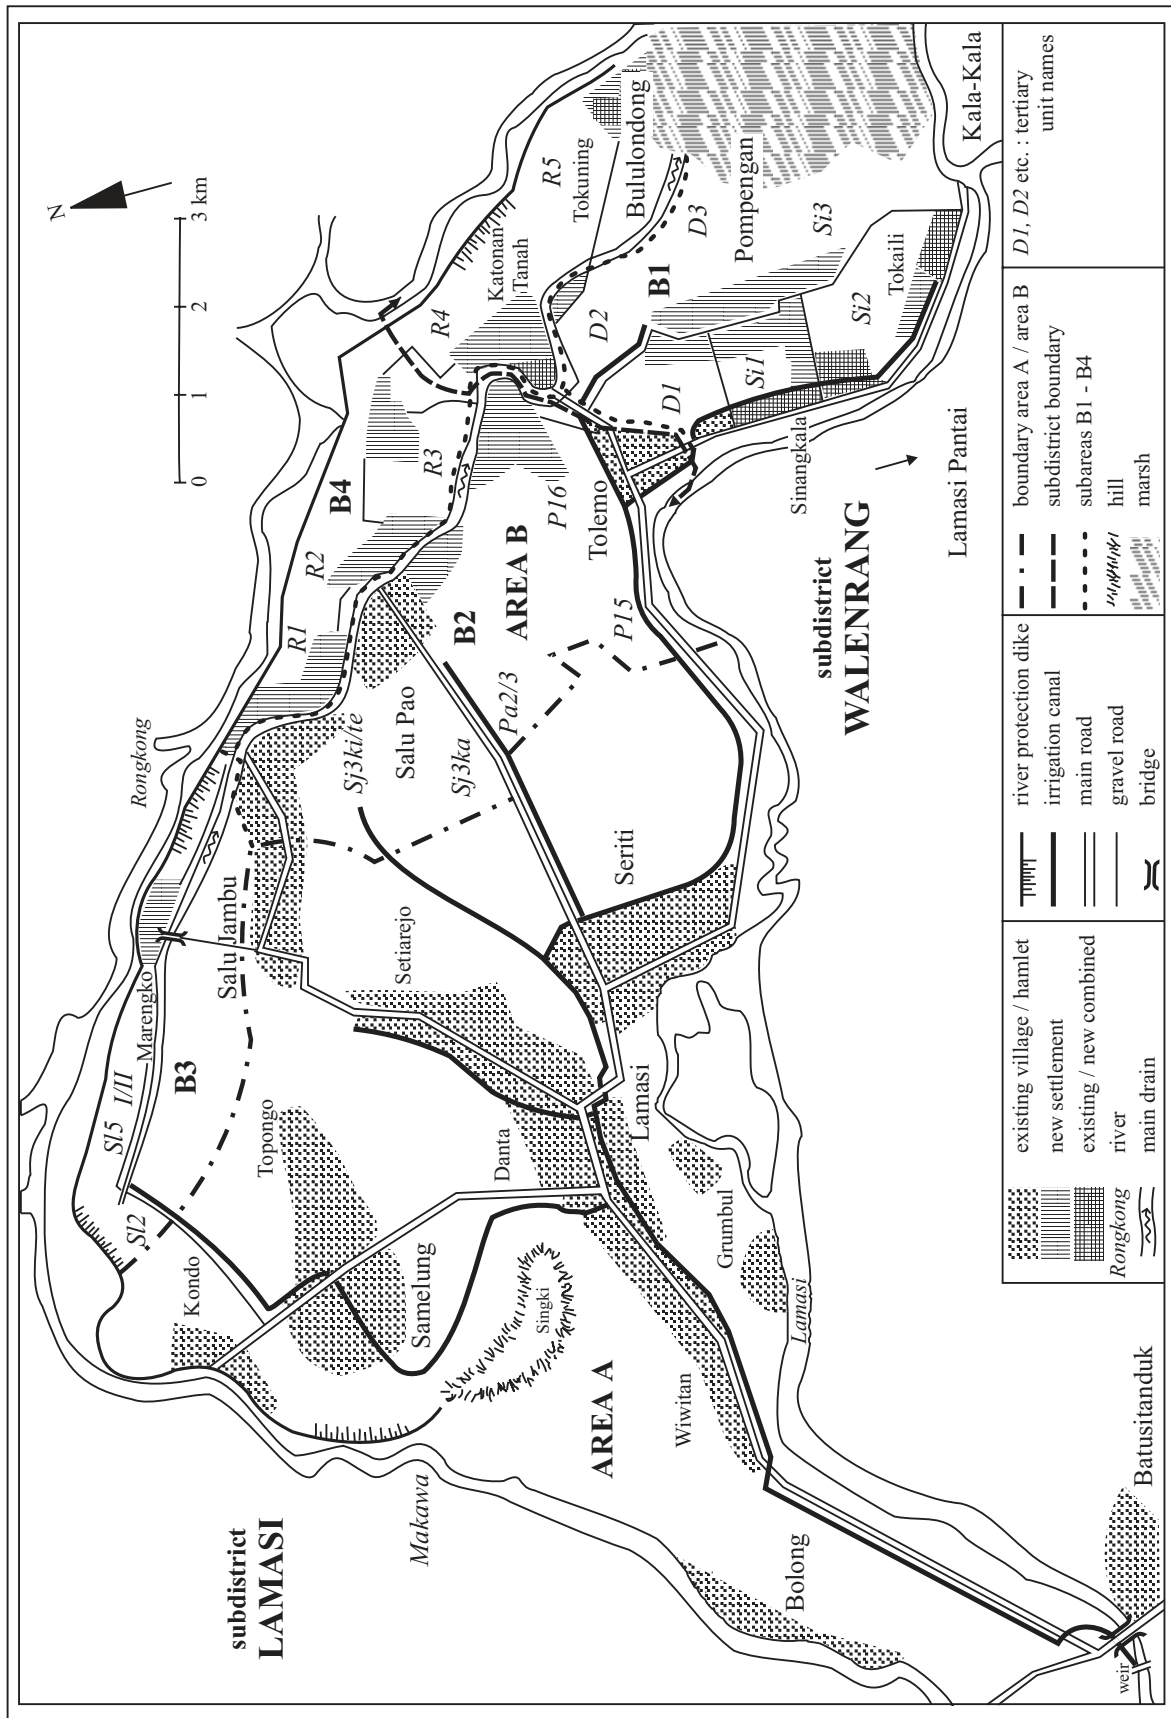 subdistrict
LAMASI
Makawa
Bolong
weir
Batusitanduk
AREA A
Wiwitan
Singki
Samelung
Kondo
Sl2
Sl5 I/II
Marengko
B3
Topongo
Danta
Grumbul
Lamasi
Lamasi
Setiarejo
Salu Jambu
Rongkong
Seriti
Sj3ki/te
Salu Pao
Sj3ka
Pa2/3
B2
AREA B
P15
P16
Tolemo
R1
R2
B4
R3
R4
Katonan
Tanah
R5
Tokuning
Bululondong
D1
D2
D3
B1
Pompengan
Si1
Si2
Si3
Tokaili
Sinangkala
subdistrict
WALENRANG
Lamasi Pantai
Kala-Kala
N
0 1 2 3 km
existing village / hamlet
new settlement
existing / new combined
Rongkong river
main drain
river protection dike
irrigation canal
main road
gravel road
bridge
boundary area A / area B
subdistrict boundary
subareas B1 - B4
hill
marsh
D1, D2 etc. : tertiary
unit names